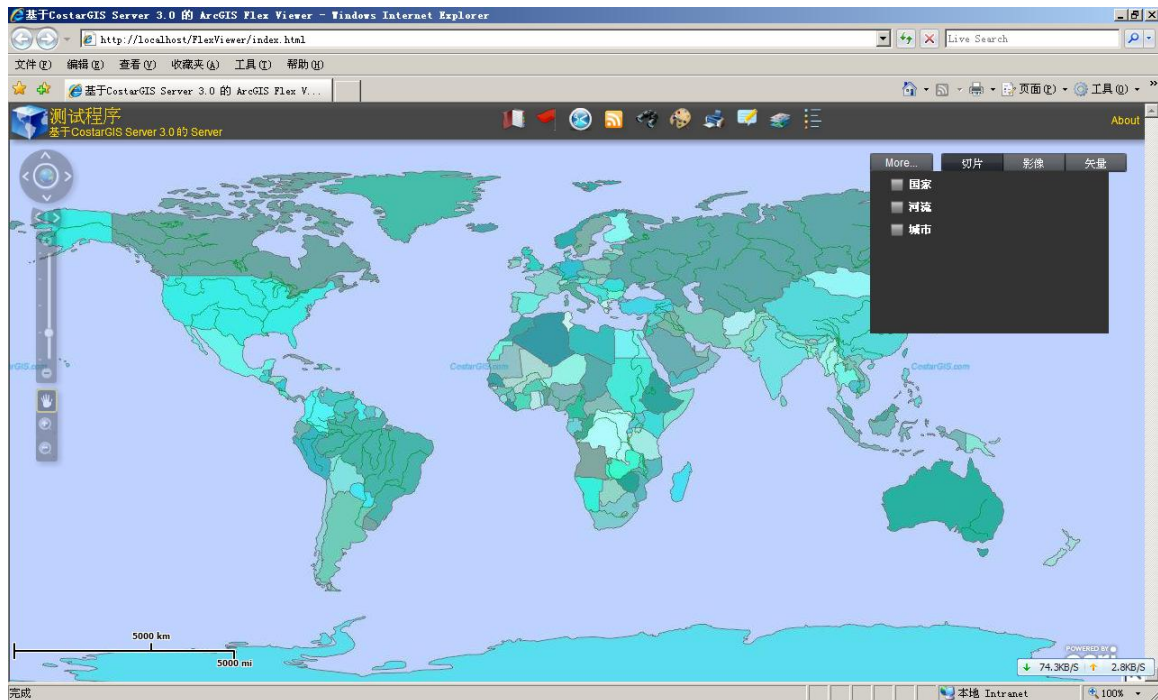 基于CostarGIS Server 3.0 的 ArcGIS Flex Viewer - Windows Internet Explorer
http://localhost/FlexViewer/index.html
Live Search
文件(F) 编辑(E) 查看(V) 收藏夹(A) 工具(T) 帮助(H)
基于CostarGIS Server 3.0 的 ArcGIS Flex V...
页面(P) 工具(O) »
测试程序
基于CostarGIS Server 3.0的 Server
About
More... 切片 影像 矢量
国家
河流
城市
CostarGIS.com
CostarGIS.com
5000 km
5000 mi
POWERED BY
esri
74.3KB/S 2.8KB/S
完成
本地 Intranet
100%